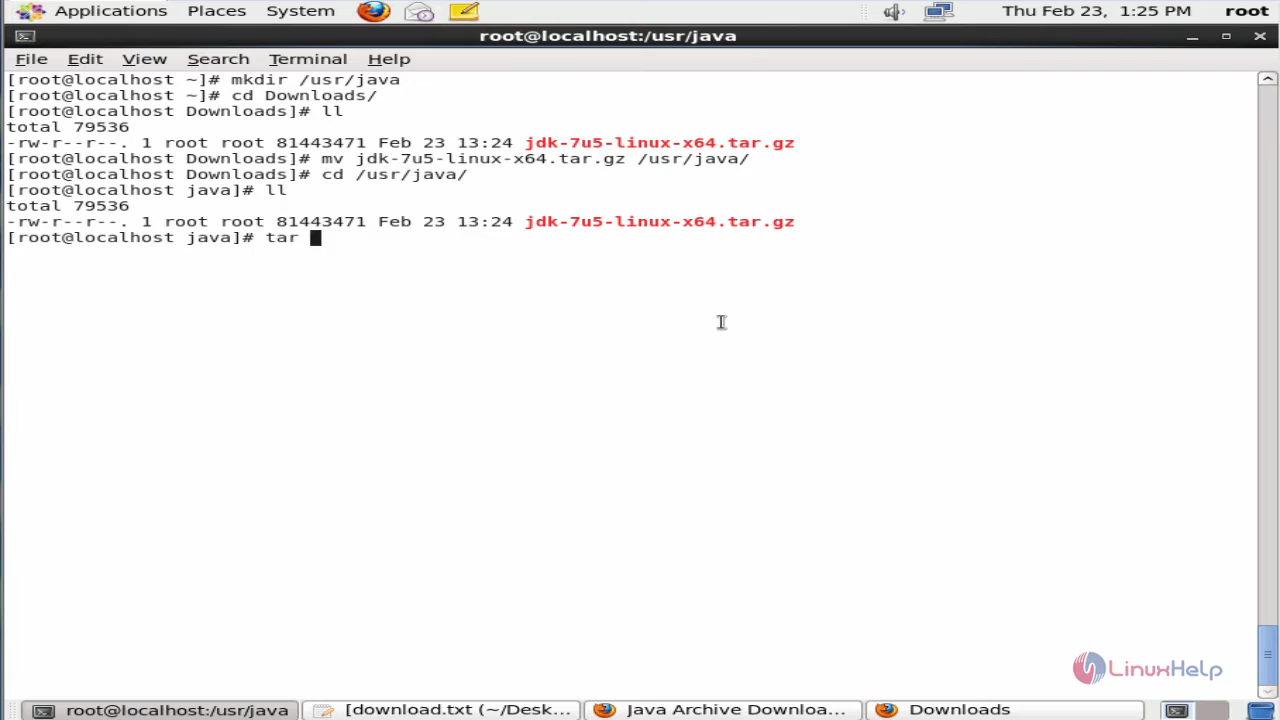 Applications Places System Thu Feb 23, 1:25 PM root
root@localhost:/usr/java
File Edit View Search Terminal Help
[root@localhost ~]# mkdir /usr/java
[root@localhost ~]# cd Downloads/
[root@localhost Downloads]# ll
total 79536
-rw-r--r--. 1 root root 81443471 Feb 23 13:24 jdk-7u5-linux-x64.tar.gz
[root@localhost Downloads]# mv jdk-7u5-linux-x64.tar.gz /usr/java/
[root@localhost Downloads]# cd /usr/java/
[root@localhost java]# ll
total 79536
-rw-r--r--. 1 root root 81443471 Feb 23 13:24 jdk-7u5-linux-x64.tar.gz
[root@localhost java]# tar
LinuxHelp
root@localhost:/usr/java [download.txt (~/Desk... Java Archive Downloa... Downloads